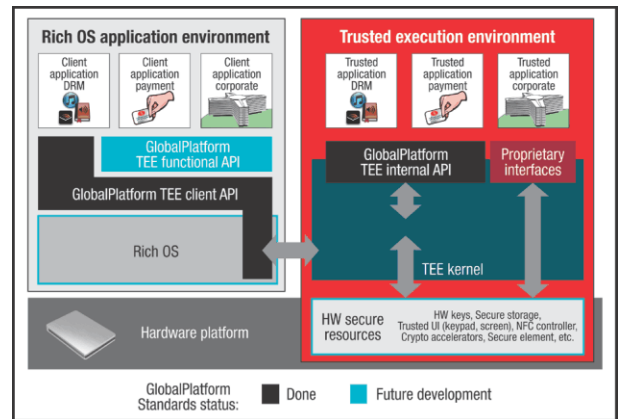 Rich OS application environment
Client
application
DRM
Client
application
payment
Client
application
corporate
GlobalPlatform
TEE functional API
GlobalPlatform TEE client API
Rich OS
Trusted execution environment
Trusted
application
DRM
Trusted
application
payment
Trusted
application
corporate
GlobalPlatform
TEE internal API
Proprietary
interfaces
TEE kernel
Hardware platform
HW secure
resources
HW keys, Secure storage,
Trusted UI (keypad, screen), NFC controller,
Crypto accelerators, Secure element, etc.
GlobalPlatform
Standards status:
Done
Future development